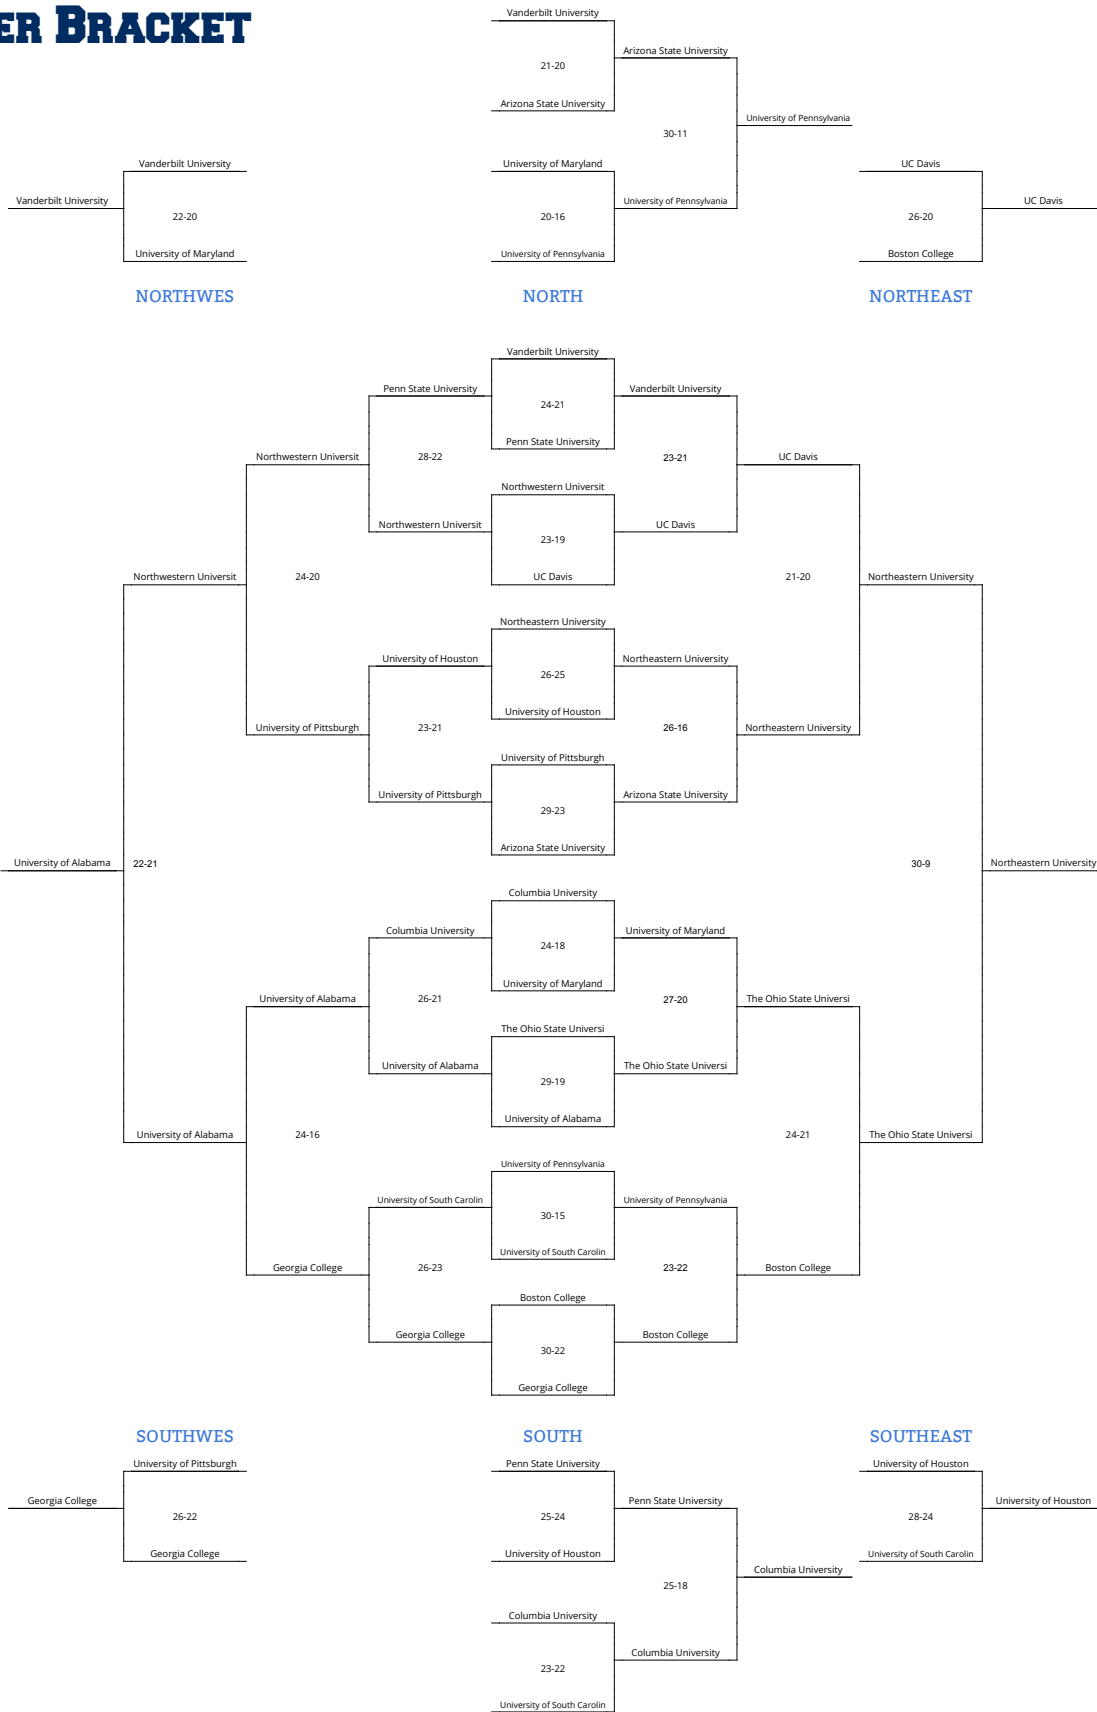 ER BRACKET
Vanderbilt University
Arizona State University
21-20
Arizona State University
University of Pennsylvania
30-11
Vanderbilt University
University of Maryland
UC Davis
Vanderbilt University
University of Pennsylvania
UC Davis
22-20
20-16
26-20
University of Maryland
University of Pennsylvania
Boston College
NORTHWES
NORTH
NORTHEAST
Vanderbilt University
Penn State University
Vanderbilt University
24-21
Penn State University
Northwestern Universit
28-22
23-21
UC Davis
Northwestern Universit
Northwestern Universit
UC Davis
23-19
Northwestern Universit
24-20
UC Davis
21-20
Northeastern University
Northeastern University
University of Houston
Northeastern University
26-25
University of Houston
University of Pittsburgh
23-21
26-16
Northeastern University
University of Pittsburgh
University of Pittsburgh
Arizona State University
29-23
Arizona State University
University of Alabama
22-21
30-9
Northeastern University
Columbia University
Columbia University
University of Maryland
24-18
University of Maryland
University of Alabama
26-21
27-20
The Ohio State Universi
The Ohio State Universi
University of Alabama
The Ohio State Universi
29-19
University of Alabama
University of Alabama
24-16
24-21
The Ohio State Universi
University of Pennsylvania
University of South Carolin
University of Pennsylvania
30-15
University of South Carolin
Georgia College
26-23
23-22
Boston College
Boston College
Georgia College
Boston College
30-22
Georgia College
SOUTHWES
SOUTH
SOUTHEAST
University of Pittsburgh
Penn State University
University of Houston
Georgia College
Penn State University
University of Houston
26-22
25-24
28-24
Georgia College
University of Houston
University of South Carolin
Columbia University
25-18
Columbia University
Columbia University
23-22
University of South Carolin